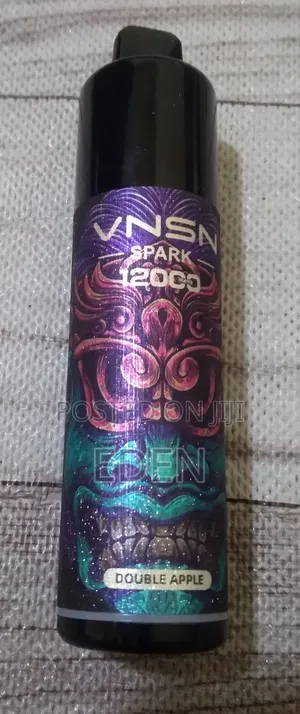 VNSN
SPARK
12000
POSTED ON JIJI
EDEN
DOUBLE APPLE